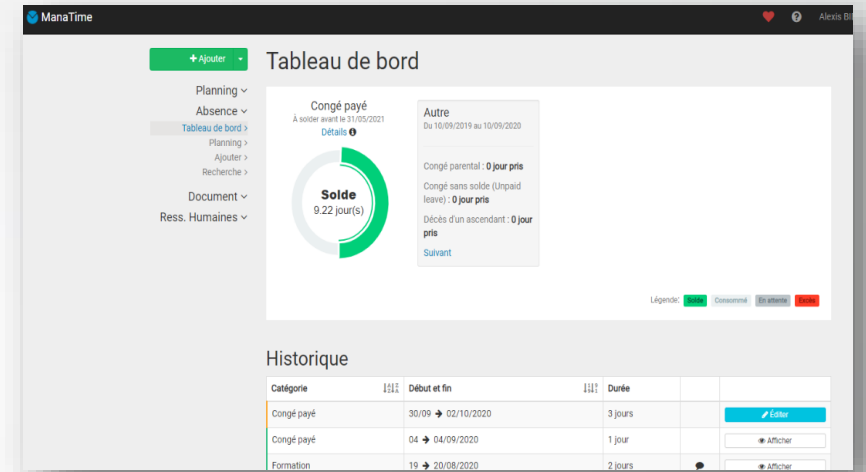 ManaTime
Alexis BI
+ Ajouter
Planning
Absence
Tableau de bord >
Planning >
Ajouter >
Recherche >
Document
Ress. Humaines
Tableau de bord
Congé payé
À solder avant le 31/05/2021
Détails
Solde
9.22 jour(s)
Autre
Du 10/09/2019 au 10/09/2020
Congé parental : 0 jour pris
Congé sans solde (Unpaid
leave) : 0 jour pris
Décès d'un ascendant : 0 jour
pris
Suivant
Légende: Solde Consommé En attente Excès
Historique
Catégorie Début et fin Durée
Congé payé 30/09 ➔ 02/10/2020 3 jours Éditer
Congé payé 04 ➔ 04/09/2020 1 jour Afficher
Formation 19 ➔ 20/08/2020 2 jours Afficher